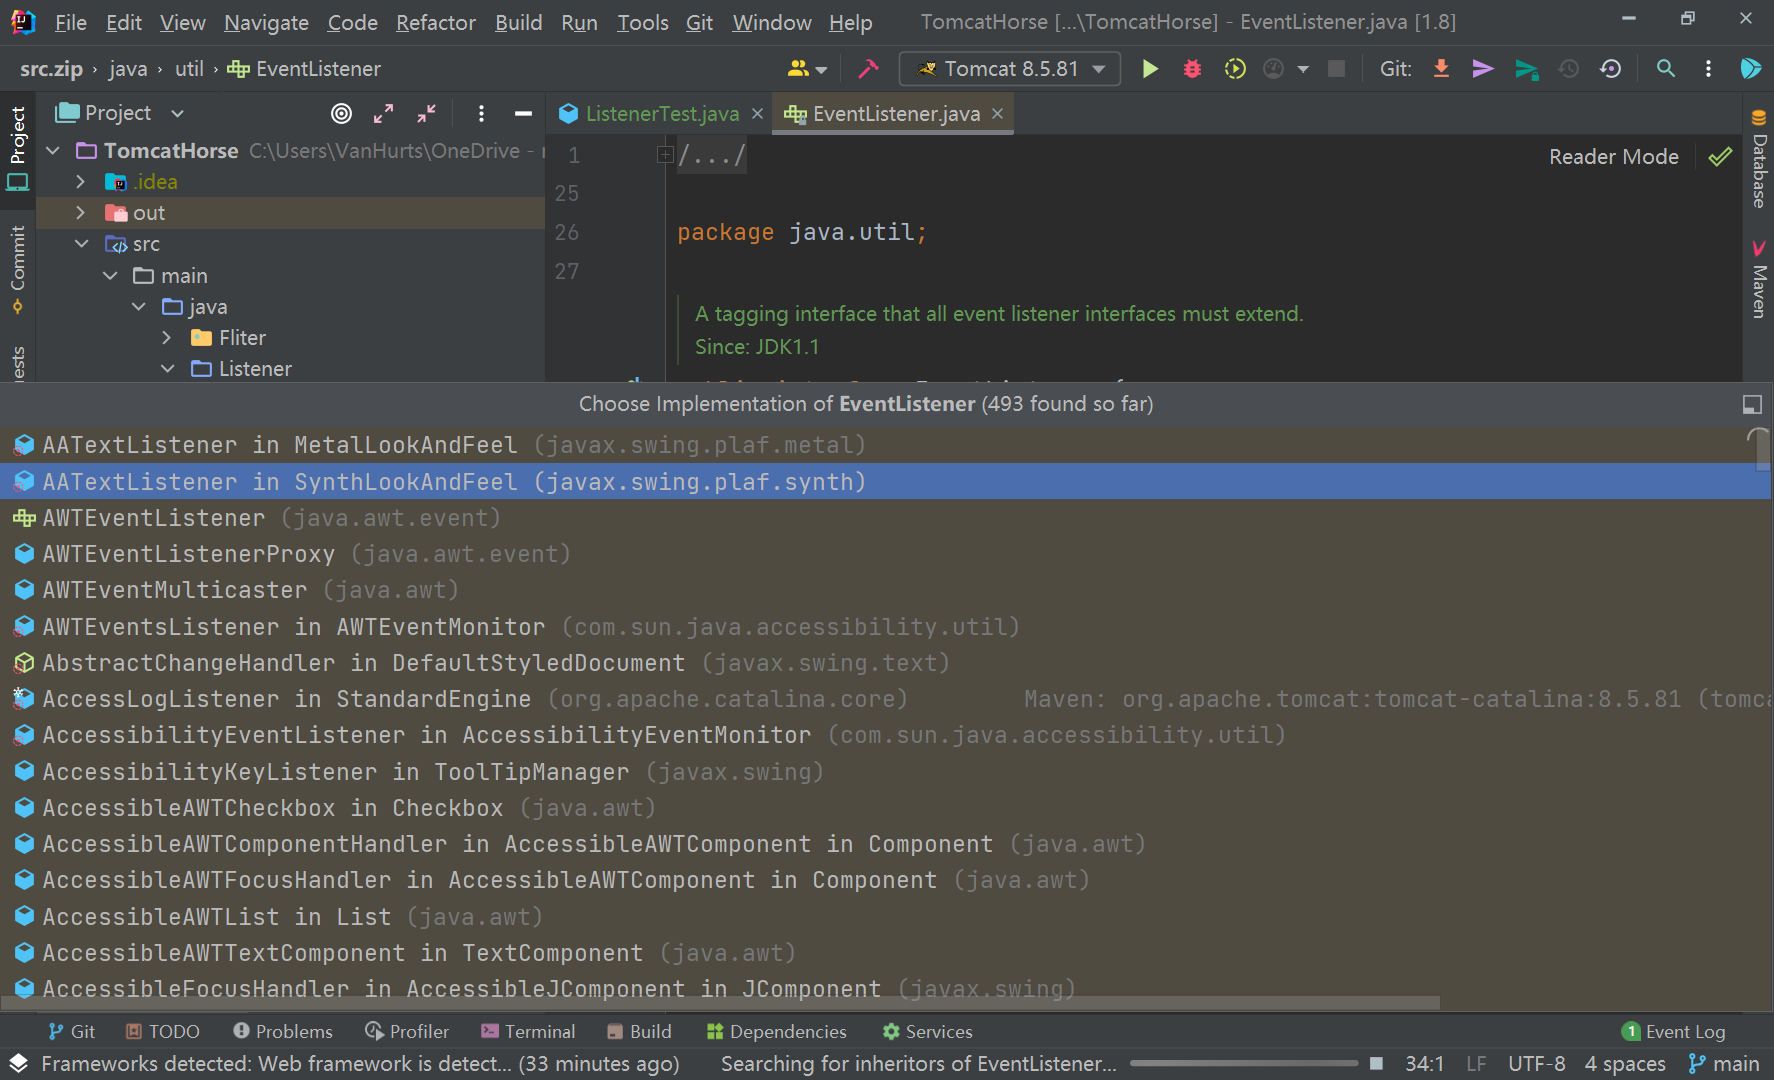 File Edit View Navigate Code Refactor Build Run Tools Git Window Help TomcatHorse [...\TomcatHorse] - EventListener.java [1.8]
src.zip › java › util › EventListener Tomcat 8.5.81 Git:
Project
ListenerTest.java × EventListener.java ×
TomcatHorse C:\Users\VanHurts\OneDrive -
.idea
out
src
main
java
Fliter
Listener
Project
Commit
Database
Maven
1 /.../
Reader Mode
25
26 package java.util;
27
A tagging interface that all event listener interfaces must extend.
Since: JDK1.1
Choose Implementation of EventListener (493 found so far)
AATextListener in MetalLookAndFeel (javax.swing.plaf.metal)
AATextListener in SynthLookAndFeel (javax.swing.plaf.synth)
AWTEventListener (java.awt.event)
AWTEventListenerProxy (java.awt.event)
AWTEventMulticaster (java.awt)
AWTEventsListener in AWTEventMonitor (com.sun.java.accessibility.util)
AbstractChangeHandler in DefaultStyledDocument (javax.swing.text)
AccessLogListener in StandardEngine (org.apache.catalina.core) Maven: org.apache.tomcat:tomcat-catalina:8.5.81 (tomca
AccessibilityEventListener in AccessibilityEventMonitor (com.sun.java.accessibility.util)
AccessibilityKeyListener in ToolTipManager (javax.swing)
AccessibleAWTCheckbox in Checkbox (java.awt)
AccessibleAWTComponentHandler in AccessibleAWTComponent in Component (java.awt)
AccessibleAWTFocusHandler in AccessibleAWTComponent in Component (java.awt)
AccessibleAWTList in List (java.awt)
AccessibleAWTTextComponent in TextComponent (java.awt)
AccessibleFocusHandler in AccessibleJComponent in JComponent (javax.swing)
Git TODO Problems Profiler Terminal Build Dependencies Services 1 Event Log
Frameworks detected: Web framework is detect... (33 minutes ago) Searching for inheritors of EventListener... 34:1 LF UTF-8 4 spaces main